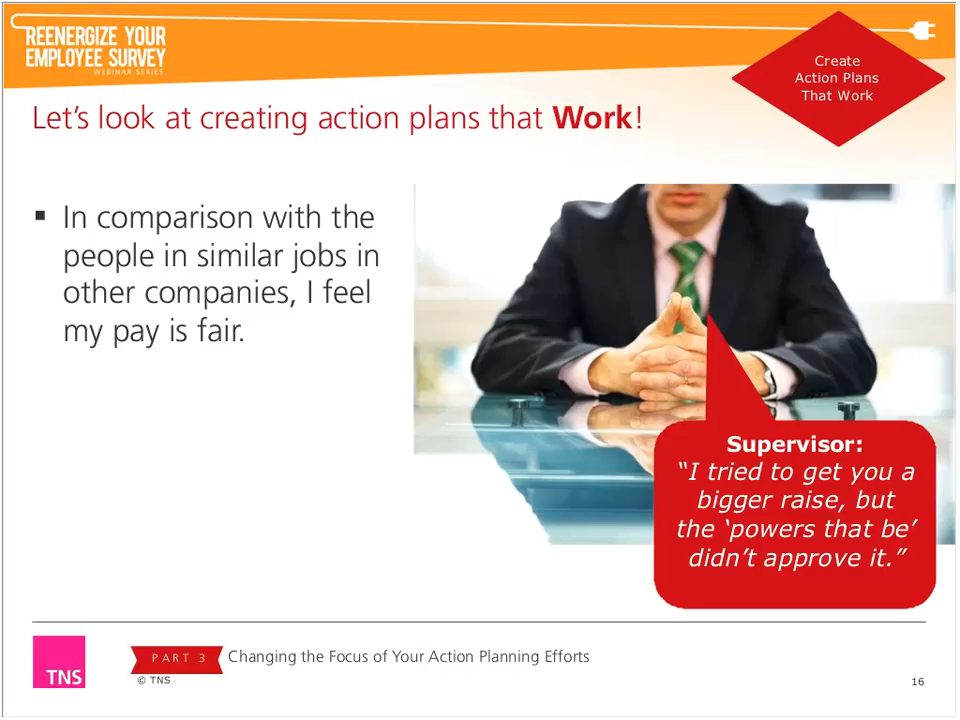 REENERGIZE YOUR
EMPLOYEE SURVEY
WEBINAR SERIES
Create
Action Plans
That Work
Let’s look at creating action plans that Work!
▪ In comparison with the
people in similar jobs in
other companies, I feel
my pay is fair.
Supervisor:
“I tried to get you a
bigger raise, but
the ‘powers that be’
didn’t approve it.”
TNS
PART 3
Changing the Focus of Your Action Planning Efforts
© TNS
16